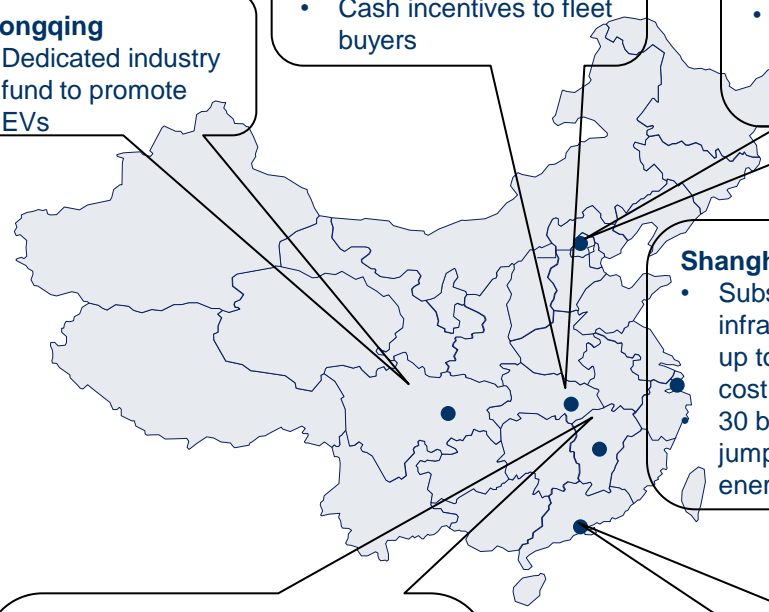 ongqing
Dedicated industry
fund to promote
EVs
• Cash incentives to fleet
buyers
•
Shangh
• Subs
infra
up to
cost
• 30 b
jump
ener